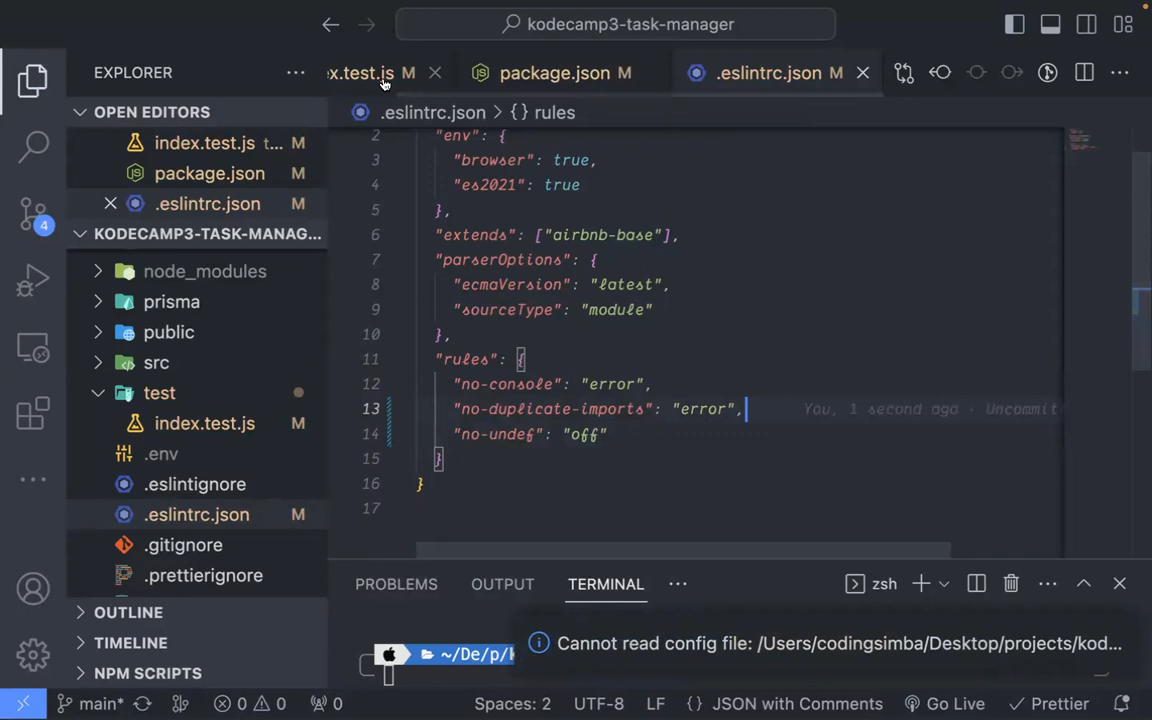 kodecamp3-task-manager
EXPLORER
x.test.js M
package.json M
.eslintrc.json M
OPEN EDITORS
.eslintrc.json > {} rules
index.test.js t... M
package.json M
.eslintrc.json M
KODECAMP3-TASK-MANAG...
node_modules
prisma
public
src
test
index.test.js
.env
.eslintignore
.eslintrc.json M
.gitignore
.prettierignore
OUTLINE
TIMELINE
NPM SCRIPTS
4
2 "env": {
3 "browser": true,
4 "es2021": true
5 },
6 "extends": ["airbnb-base"],
7 "parserOptions": {
8 "ecmaVersion": "latest",
9 "sourceType": "module"
10 },
11 "rules": {
12 "no-console": "error",
13 "no-duplicate-imports": "error", You, 1 second ago · Uncommit
14 "no-undef": "off"
15 }
16 }
17
PROBLEMS OUTPUT TERMINAL ... zsh
~/De/p/k
Cannot read config file: /Users/codingsimba/Desktop/projects/kod...
main* 0 0 0 Spaces: 2 UTF-8 LF {} JSON with Comments Go Live Prettier